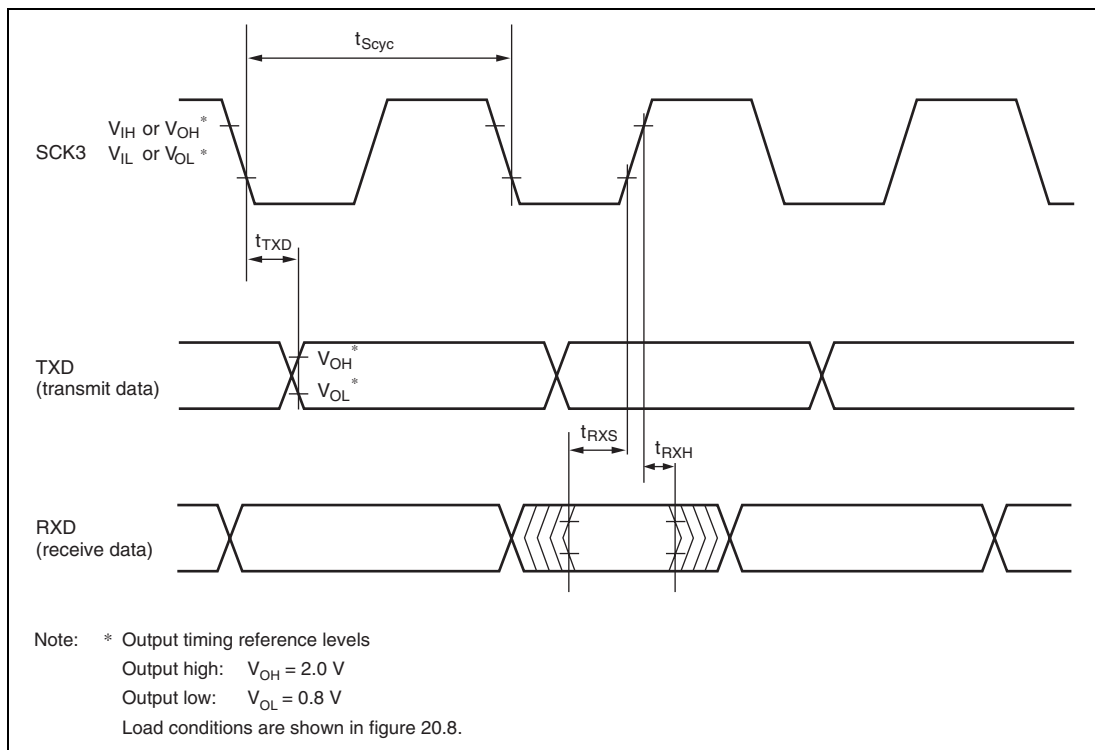 tScyc
VIH or VOH*
SCK3
VIL or VOL*
tTXD
TXD
(transmit data)
VOH*
VOL*
tRXS
tRXH
RXD
(receive data)
Note: * Output timing reference levels
Output high: VOH = 2.0 V
Output low: VOL = 0.8 V
Load conditions are shown in figure 20.8.